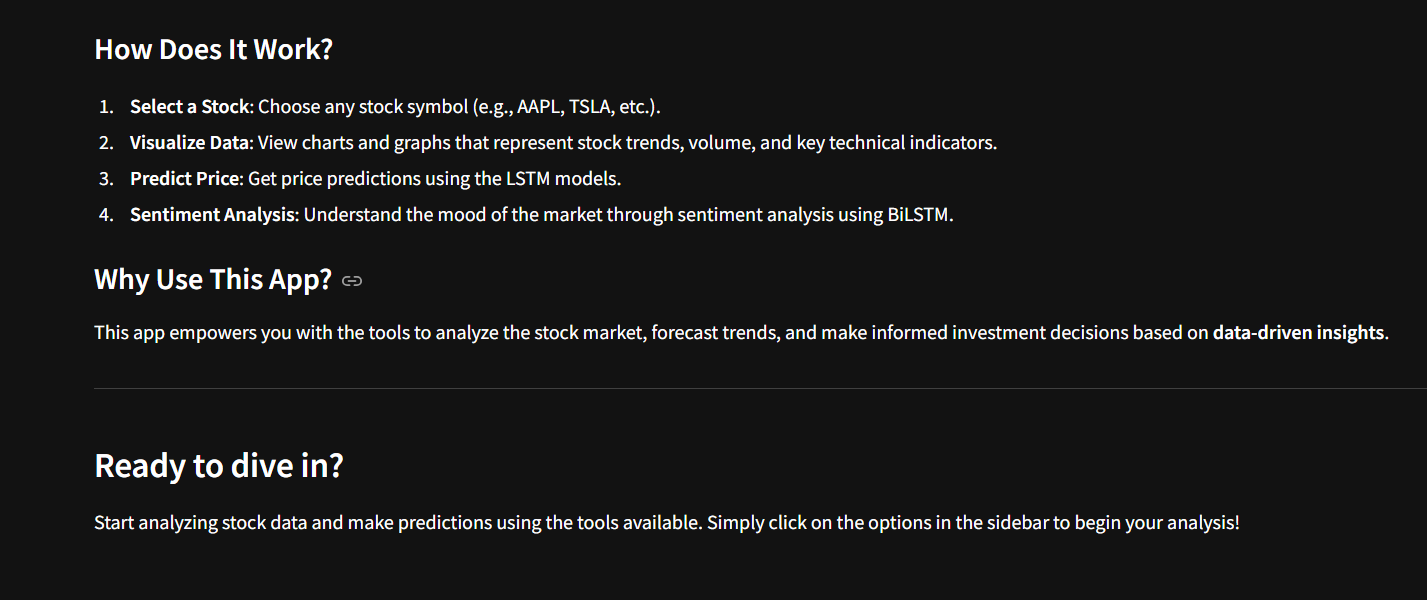 How Does It Work?
1. Select a Stock: Choose any stock symbol (e.g., AAPL, TSLA, etc.).
2. Visualize Data: View charts and graphs that represent stock trends, volume, and key technical indicators.
3. Predict Price: Get price predictions using the LSTM models.
4. Sentiment Analysis: Understand the mood of the market through sentiment analysis using BiLSTM.
Why Use This App?
This app empowers you with the tools to analyze the stock market, forecast trends, and make informed investment decisions based on data-driven insights.
Ready to dive in?
Start analyzing stock data and make predictions using the tools available. Simply click on the options in the sidebar to begin your analysis!